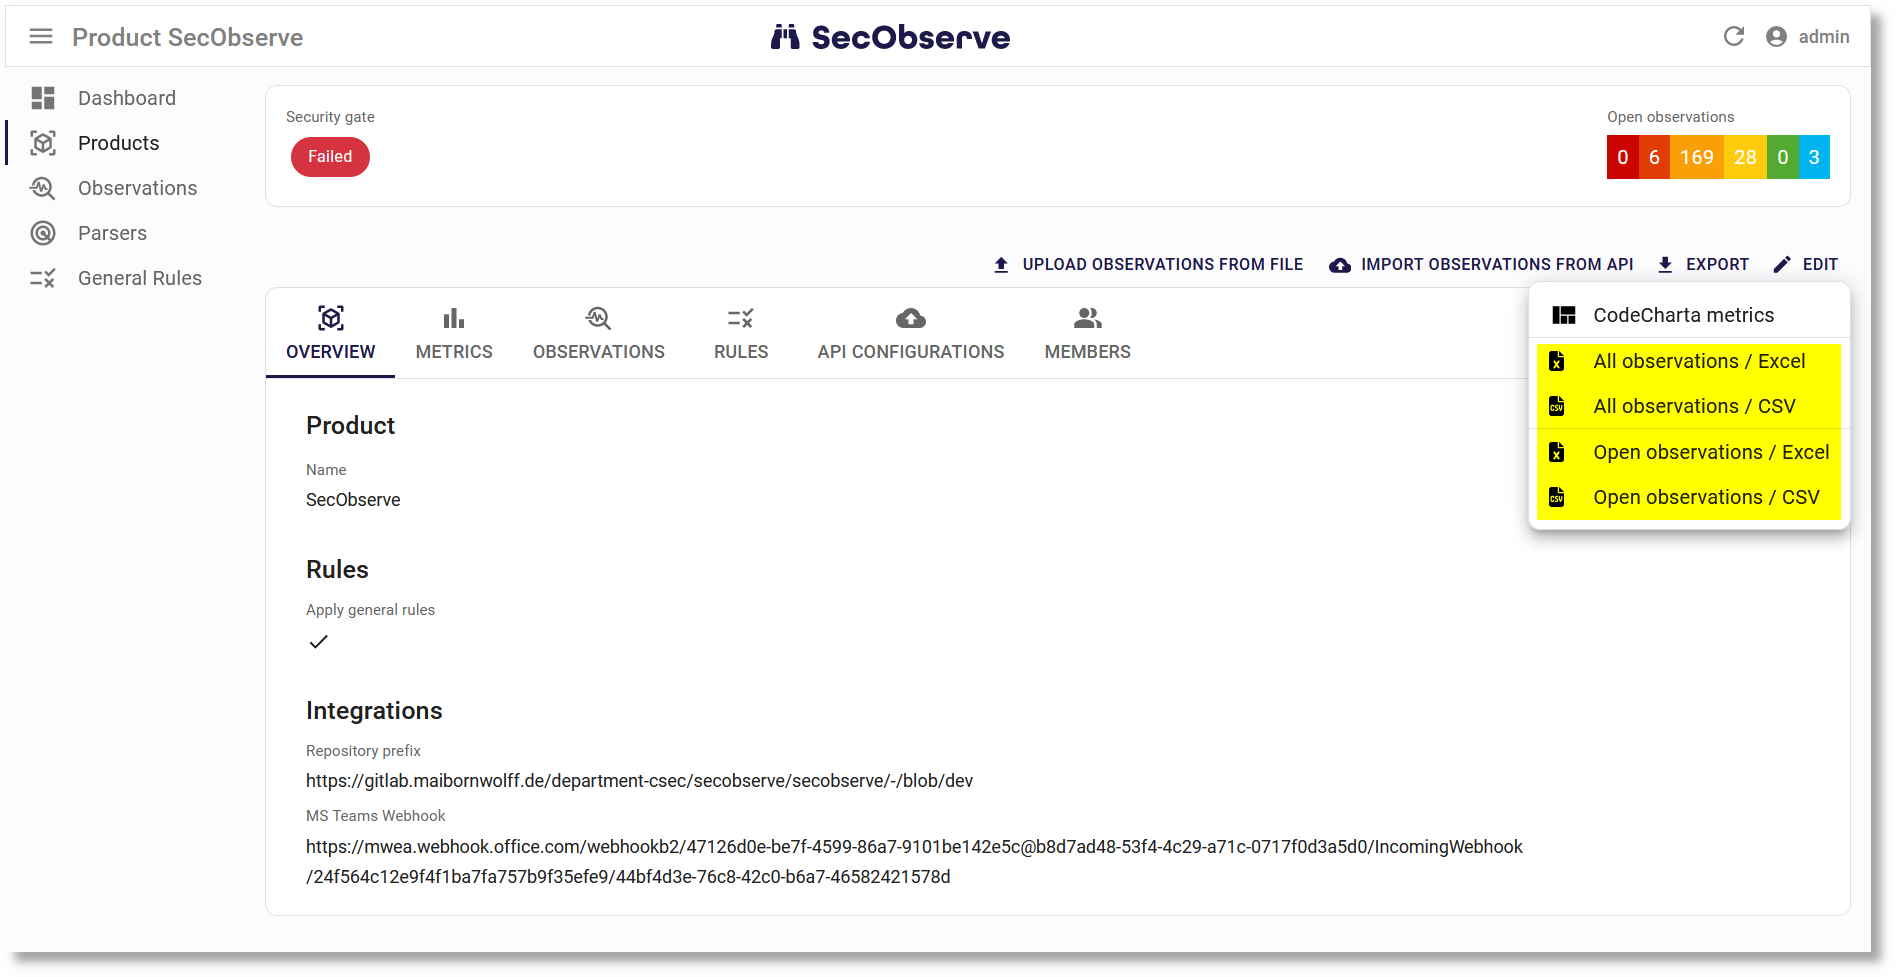 Product SecObserve
SecObserve
admin
Dashboard
Products
Observations
Parsers
General Rules
Security gate
Failed
Open observations
0 6 169 28 0 3
UPLOAD OBSERVATIONS FROM FILE
IMPORT OBSERVATIONS FROM API
EXPORT
EDIT
CodeCharta metrics
X All observations / Excel
CSV All observations / CSV
X Open observations / Excel
CSV Open observations / CSV
OVERVIEW
METRICS
OBSERVATIONS
RULES
API CONFIGURATIONS
MEMBERS
Product
Name
SecObserve
Rules
Apply general rules
Integrations
Repository prefix
https://gitlab.maibornwolff.de/department-csec/secobserve/secobserve/-/blob/dev
MS Teams Webhook
https://mwea.webhook.office.com/webhookb2/47126d0e-be7f-4599-86a7-9101be142e5c@b8d7ad48-53f4-4c29-a71c-0717f0d3a5d0/IncomingWebhook
/24f564c12e9f4f1ba7fa757b9f35efe9/44bf4d3e-76c8-42c0-b6a7-46582421578d